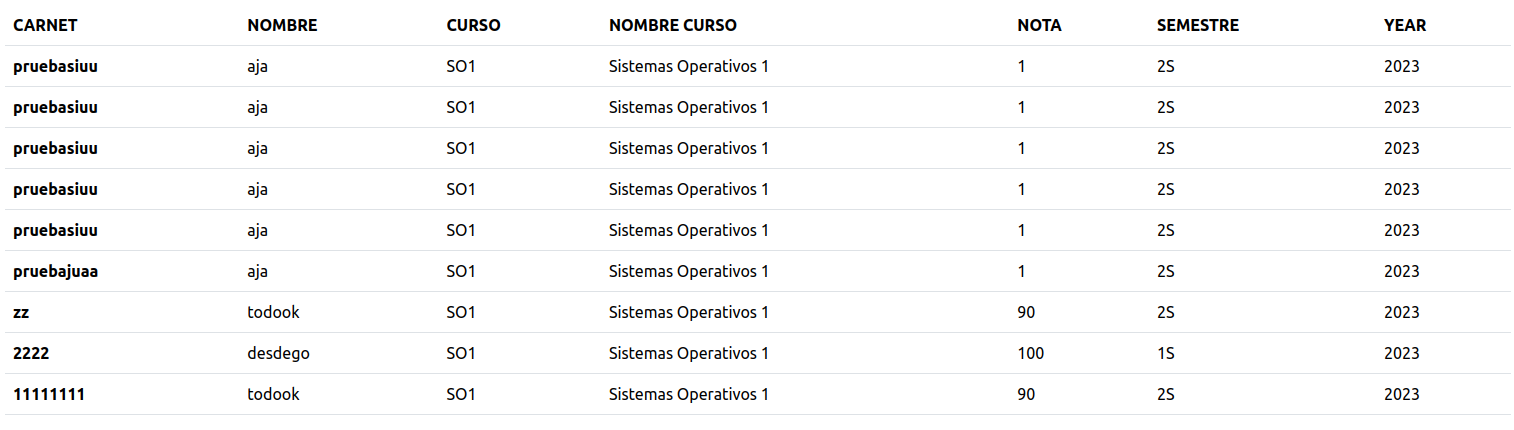 CARNET NOMBRE CURSO NOMBRE CURSO NOTA SEMESTRE YEAR
pruebasiuu aja SO1 Sistemas Operativos 1 1 2S 2023
pruebasiuu aja SO1 Sistemas Operativos 1 1 2S 2023
pruebasiuu aja SO1 Sistemas Operativos 1 1 2S 2023
pruebasiuu aja SO1 Sistemas Operativos 1 1 2S 2023
pruebasiuu aja SO1 Sistemas Operativos 1 1 2S 2023
pruebajuaa aja SO1 Sistemas Operativos 1 1 2S 2023
zz todook SO1 Sistemas Operativos 1 90 2S 2023
2222 desdego SO1 Sistemas Operativos 1 100 1S 2023
11111111 todook SO1 Sistemas Operativos 1 90 2S 2023